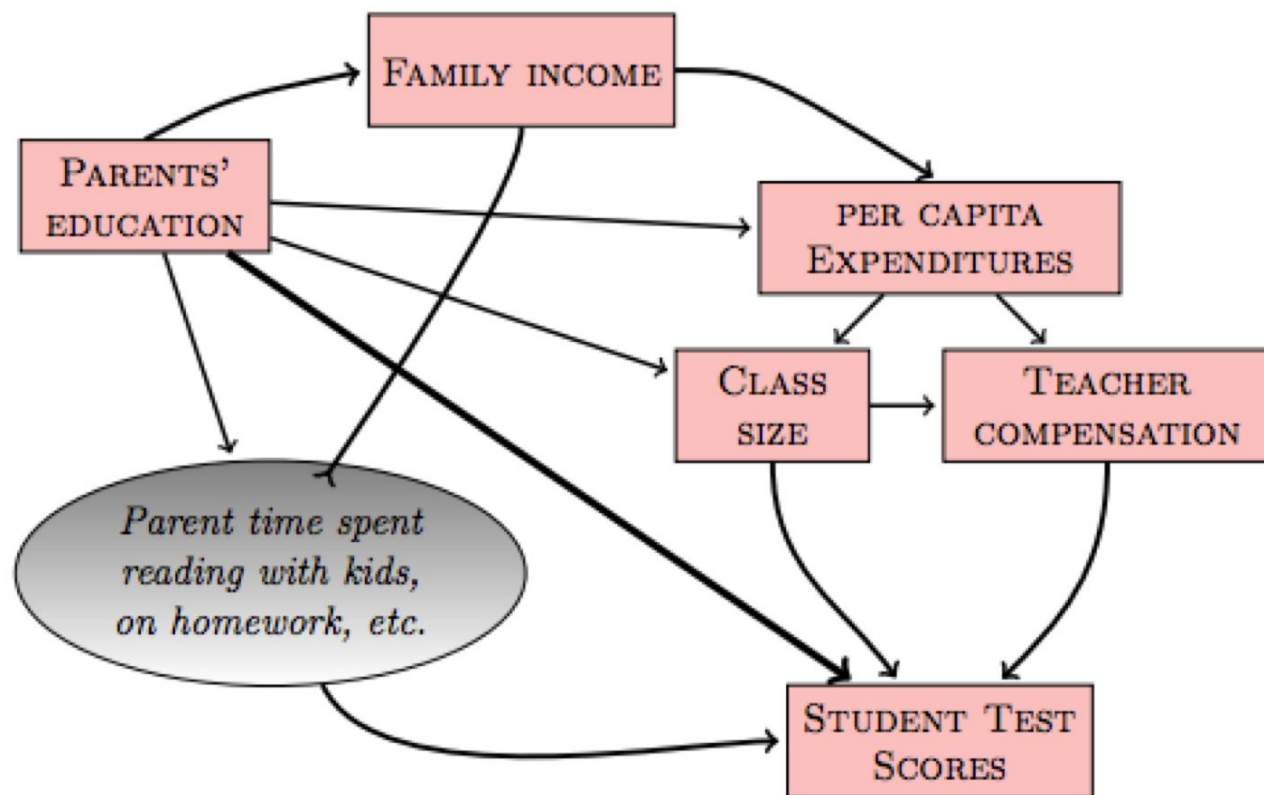 Family income
Parents'
education
per capita
Expenditures
Class
size
Teacher
compensation
Parent time spent
reading with kids,
on homework, etc.
Student Test
Scores